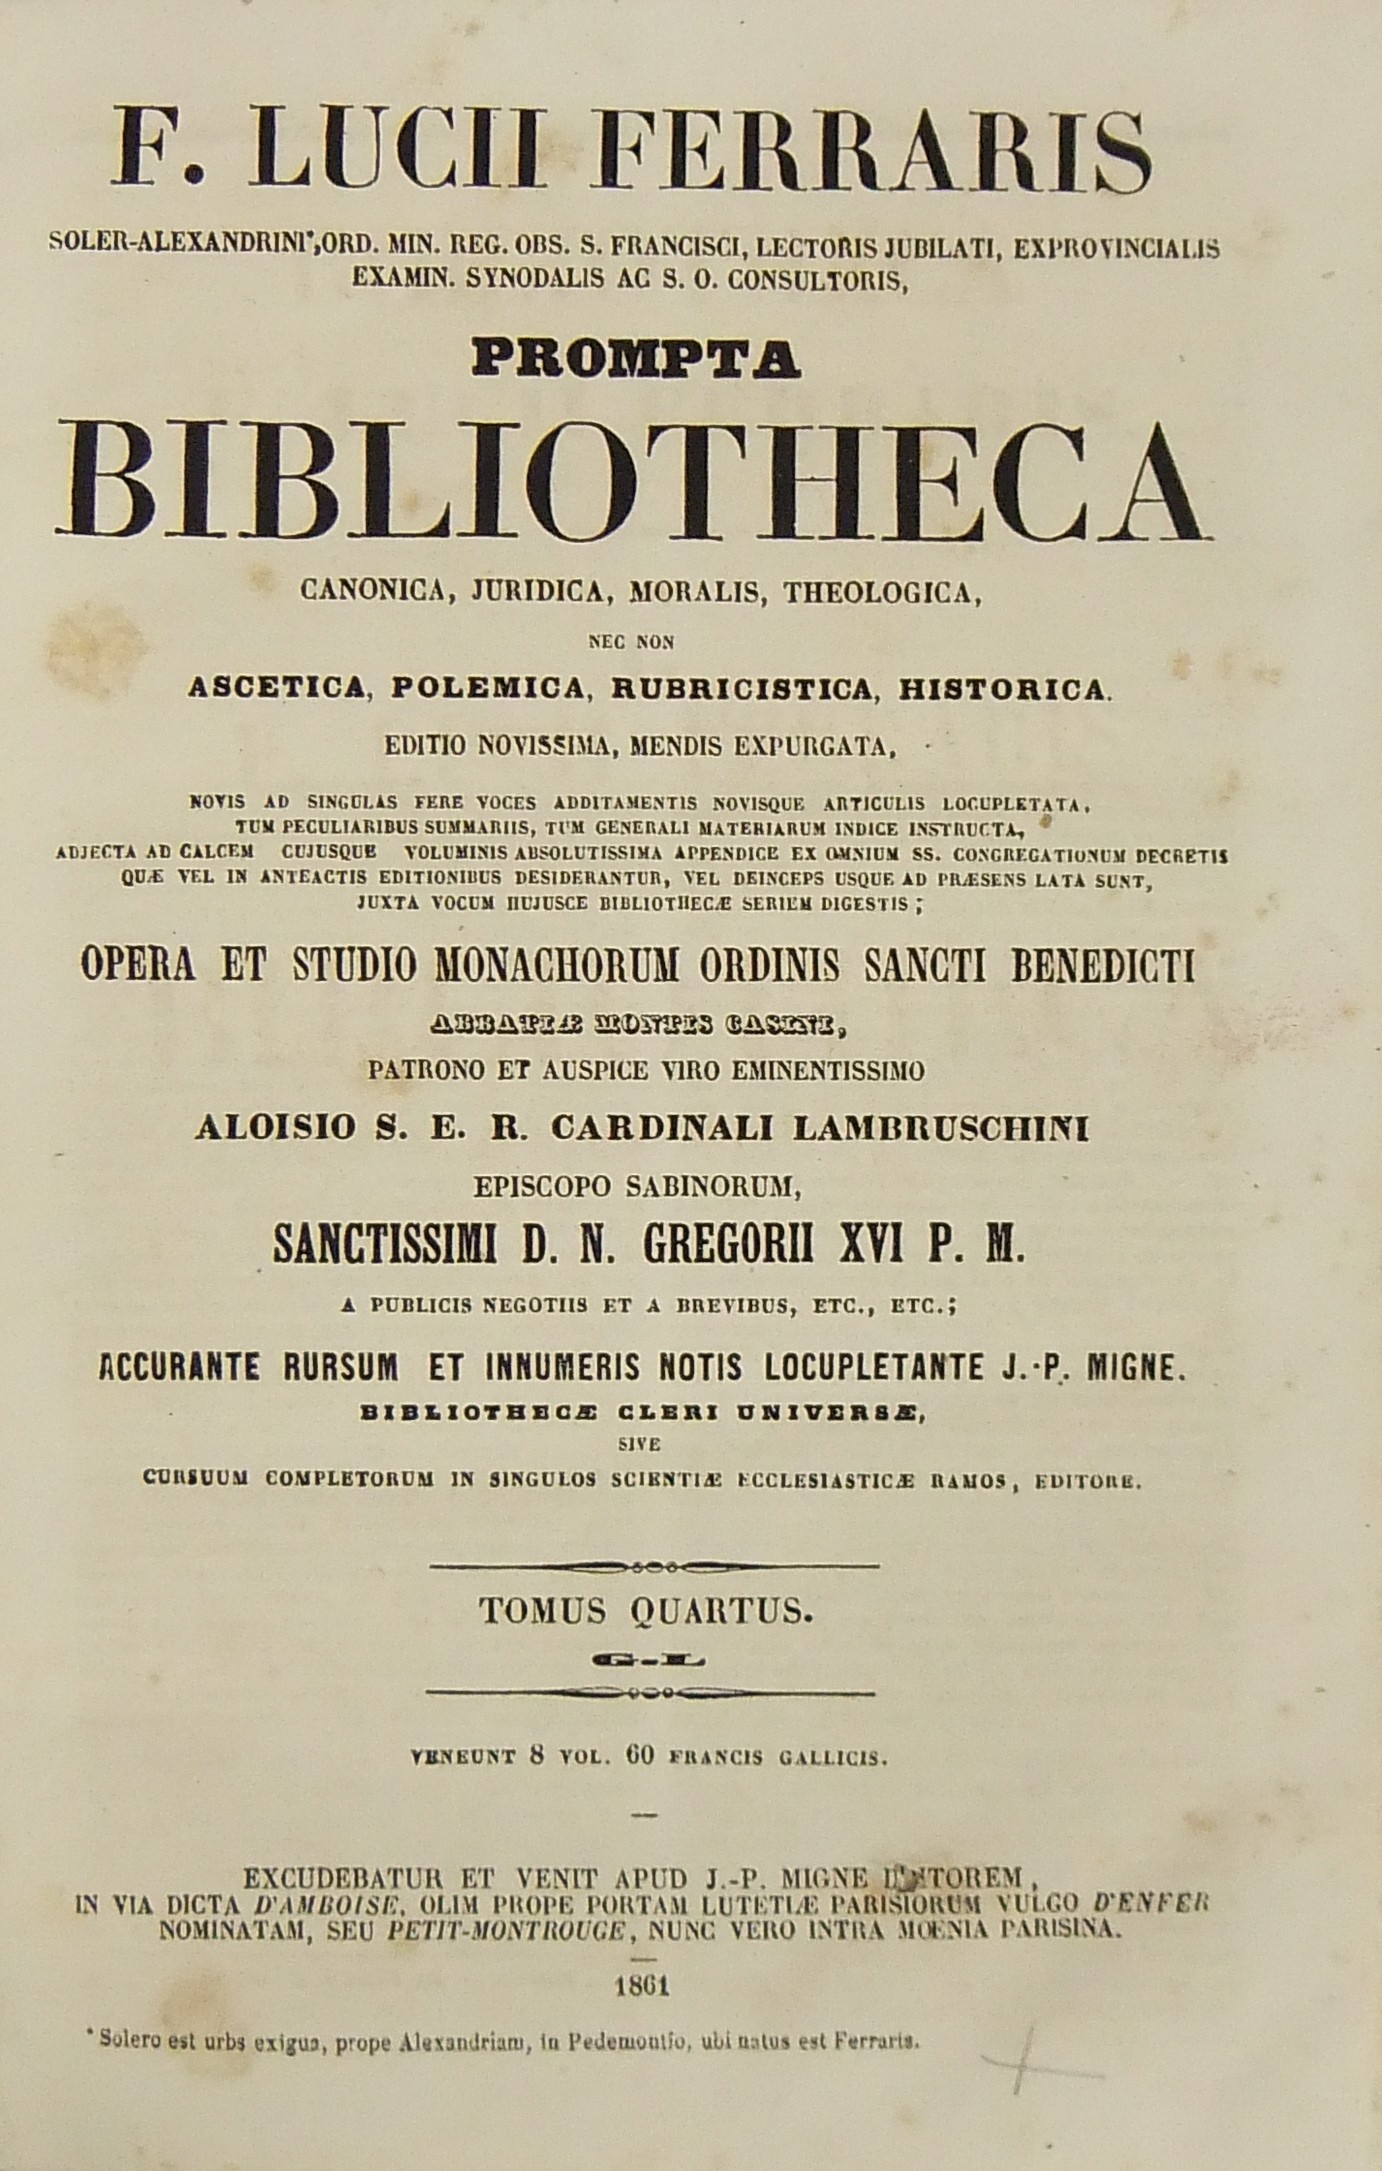 F. LUCII FERRARIS
SOLER-ALEXANDRINI*, ORD. MIN. REG. OBS. S. FRANCISCI, LECTORIS JUBILATI, EXPROVINCIALIS
EXAMIN. SYNODALIS AC S. O. CONSULTORIS,
PROMPTA
BIBLIOTHECA
CANONICA, JURIDICA, MORALIS, THEOLOGICA,
NEC NON
ASCETICA, POLEMICA, RUBRICISTICA, HISTORICA.
EDITIO NOVISSIMA, MENDIS EXPURGATA,
NOVIS AD SINGULAS FERE VOCES ADDITAMENTIS NOVISQUE ARTICULIS LOCUPLETATA,
TUM PECULIARIBUS SUMMARIIS, TUM GENERALI MATERIARUM INDICE INSTRUCTA,
ADJECTA AD CALCEM CUJUSQUE VOLUMINIS ABSOLUTISSIMA APPENDICE EX OMNIUM SS. CONGREGATIONUM DECRETIS
QUÆ VEL IN ANTEACTIS EDITIONIBUS DESIDERANTUR, VEL DEINCEPS USQUE AD PRÆSENS LATA SUNT,
JUXTA VOCUM HUJUSCE BIBLIOTHECÆ SERIEM DIGESTIS;
OPERA ET STUDIO MONACHORUM ORDINIS SANCTI BENEDICTI
ABBATIÆ MONTIS CASINI,
PATRONO ET AUSPICE VIRO EMINENTISSIMO
ALOISIO S. E. R. CARDINALI LAMBRUSCHINI
EPISCOPO SABINORUM,
SANCTISSIMI D. N. GREGORII XVI P. M.
A PUBLICIS NEGOTIIS ET A BREVIBUS, ETC., ETC.;
ACCURANTE RURSUM ET INNUMERIS NOTIS LOCUPLETANTE J.-P. MIGNE.
BIBLIOTHECÆ CLERI UNIVERSÆ,
SIVE
CURSUUM COMPLETORUM IN SINGULOS SCIENTIÆ ECCLESIASTICÆ RAMOS, EDITORE.
TOMUS QUARTUS.
G-L
VENEUNT 8 VOL. 60 FRANCIS GALLICIS.
EXCUDEBATUR ET VENIT APUD J.-P. MIGNE EDITOREM,
IN VIA DICTA D'AMBOISE, OLIM PROPE PORTAM LUTETIÆ PARISIORUM VULGO D'ENFER
NOMINATAM, SEU PETIT-MONTROUGE, NUNC VERO INTRA MOENIA PARISINA.
1861
* Solero est urbs exigua, prope Alexandriam, in Pedemontio, ubi natus est Ferraris.